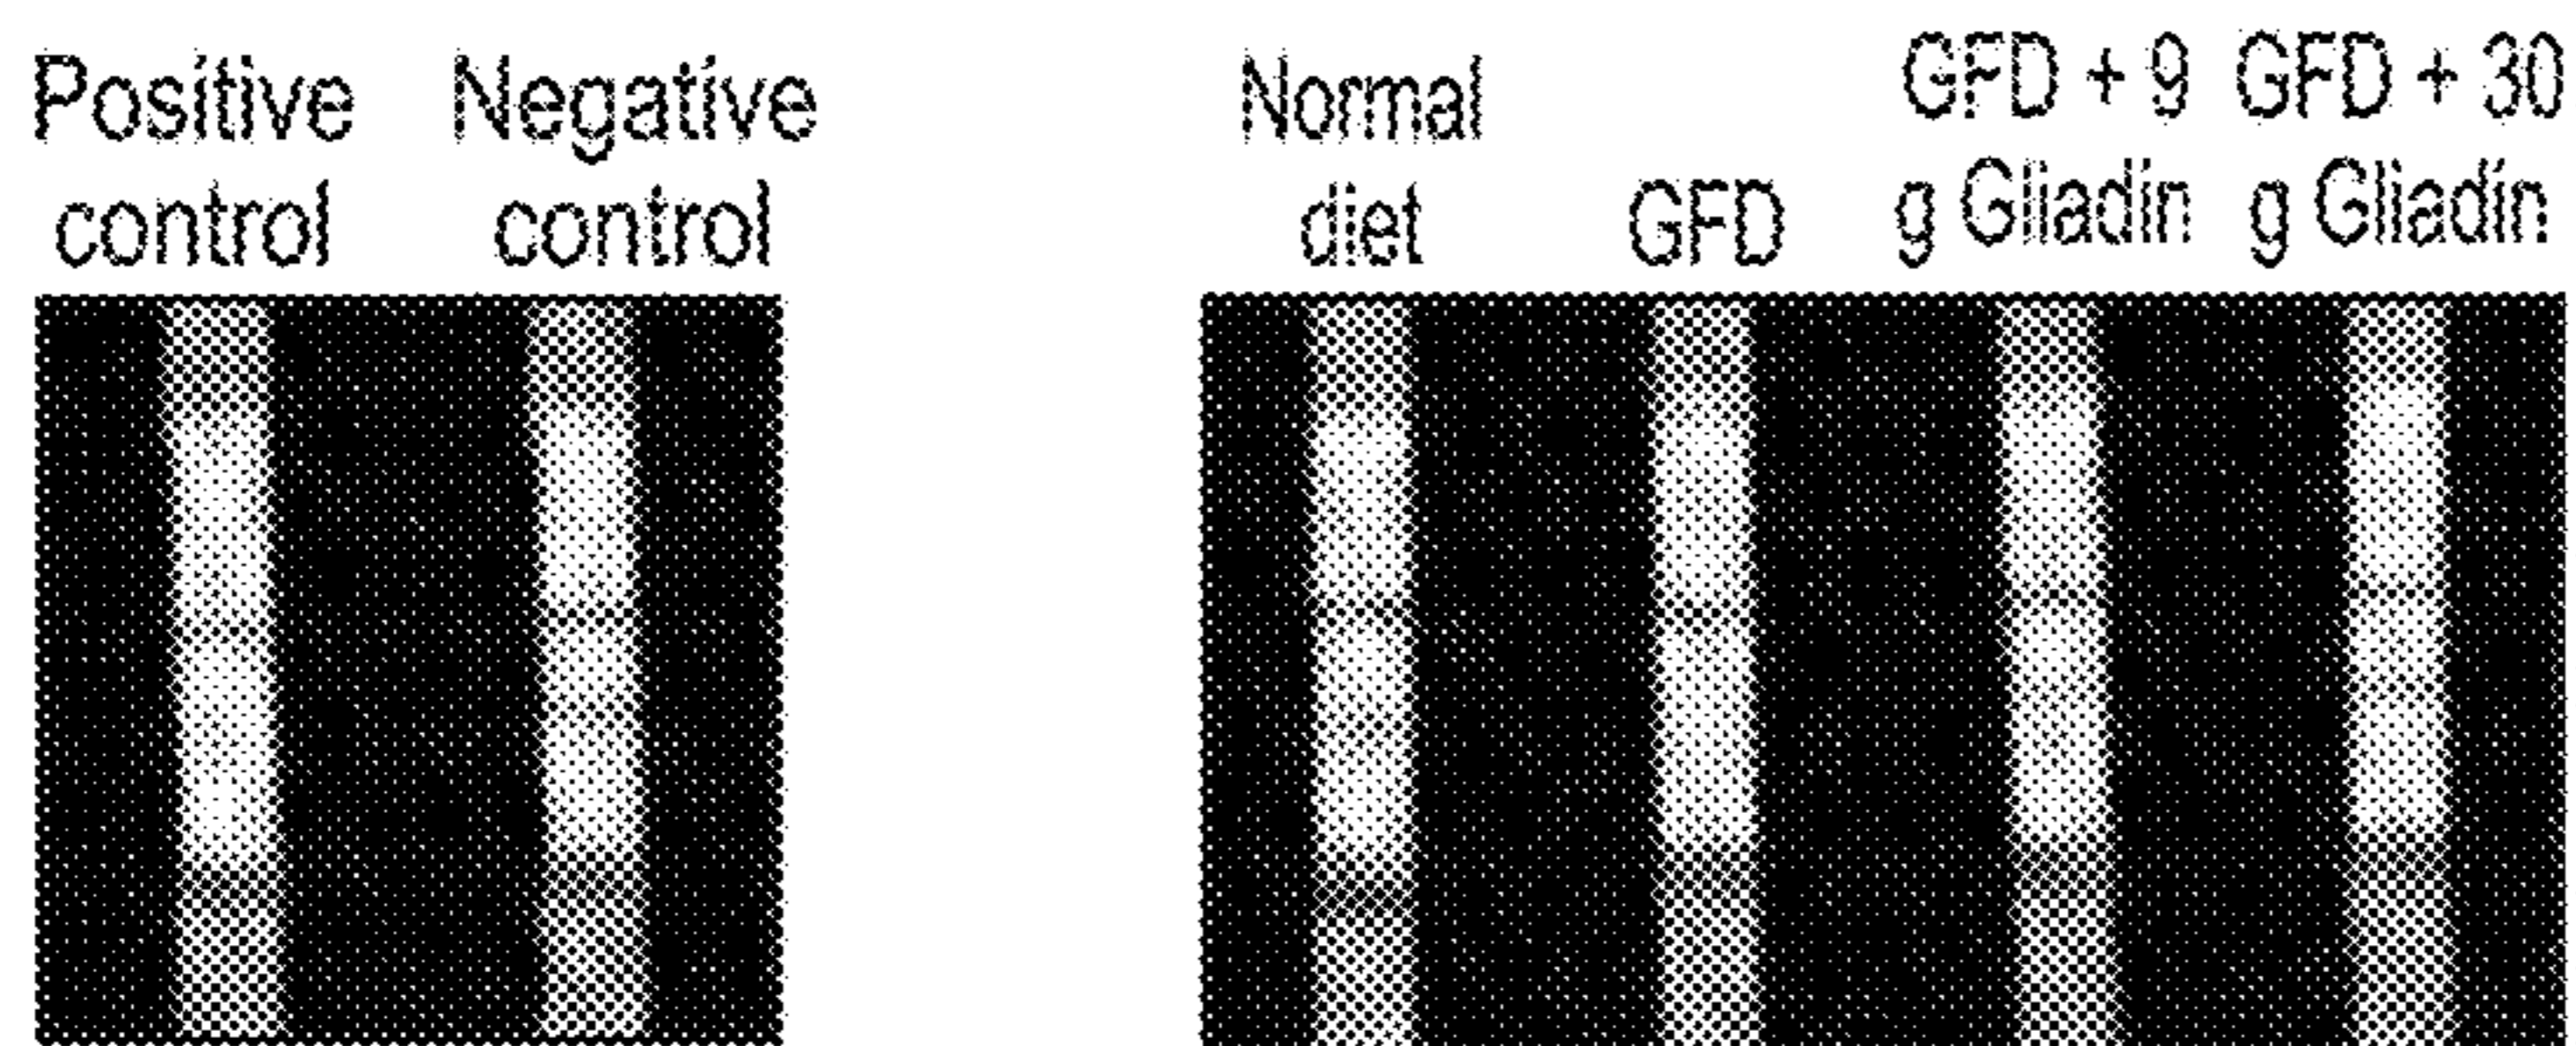 Positive control
Negative control
Normal diet
GFD
GFD + 9 g Gliadin
GFD + 30 g Gliadin